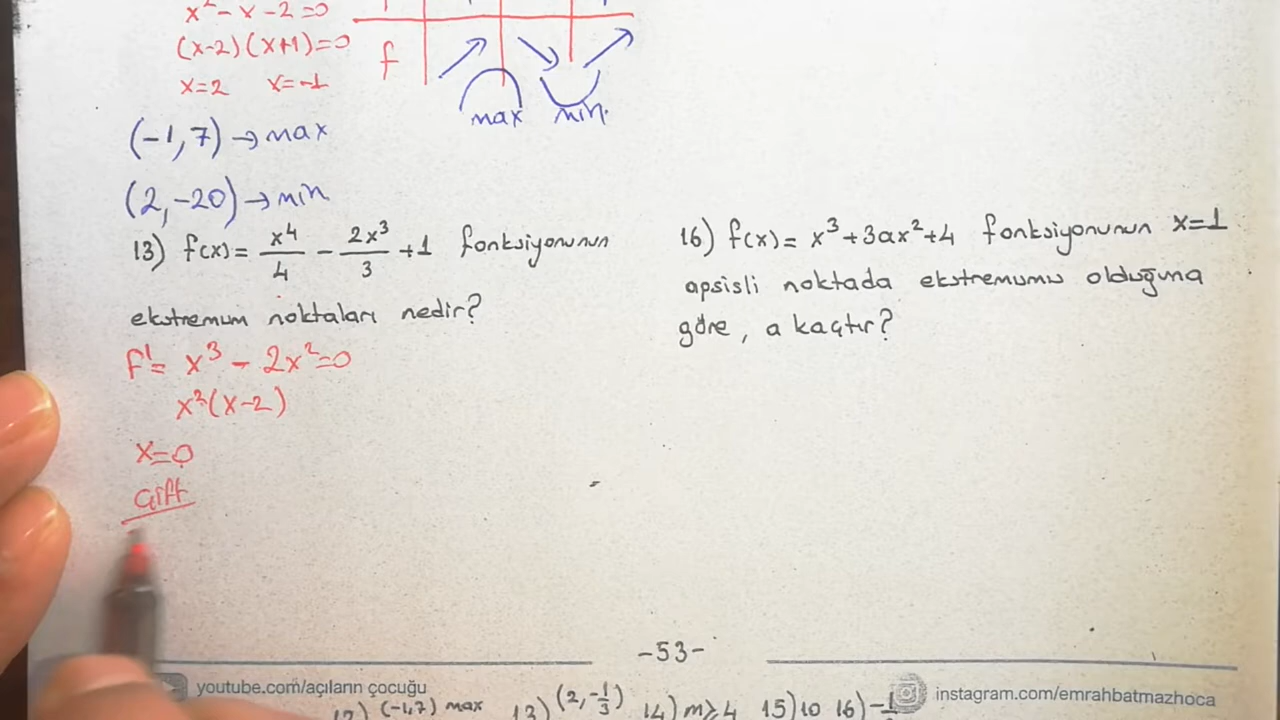 x² - x - 2 = 0
(x-2)(x+1)=0
x=2 x=-1
f
max min.
(-1,7) → max
(2,-20) → min
13) f(x)= x⁴/4 - 2x³/3 +1 fonksiyonunun
ekstremum noktaları nedir?
f'= x³ - 2x²=0
x²(x-2)
x=0
Çift
16) f(x)= x³+3ax²+4 fonksiyonunun x=1
apsisli noktada ekstremumu olduğuna
göre, a kaçtır?
-53-
youtube.com/açıların çocuğu
instagram.com/emrahbatmazhoca
12) (-1,7) max 13) (2,-1/3) 14) m≥4 15) 10 16) -1/